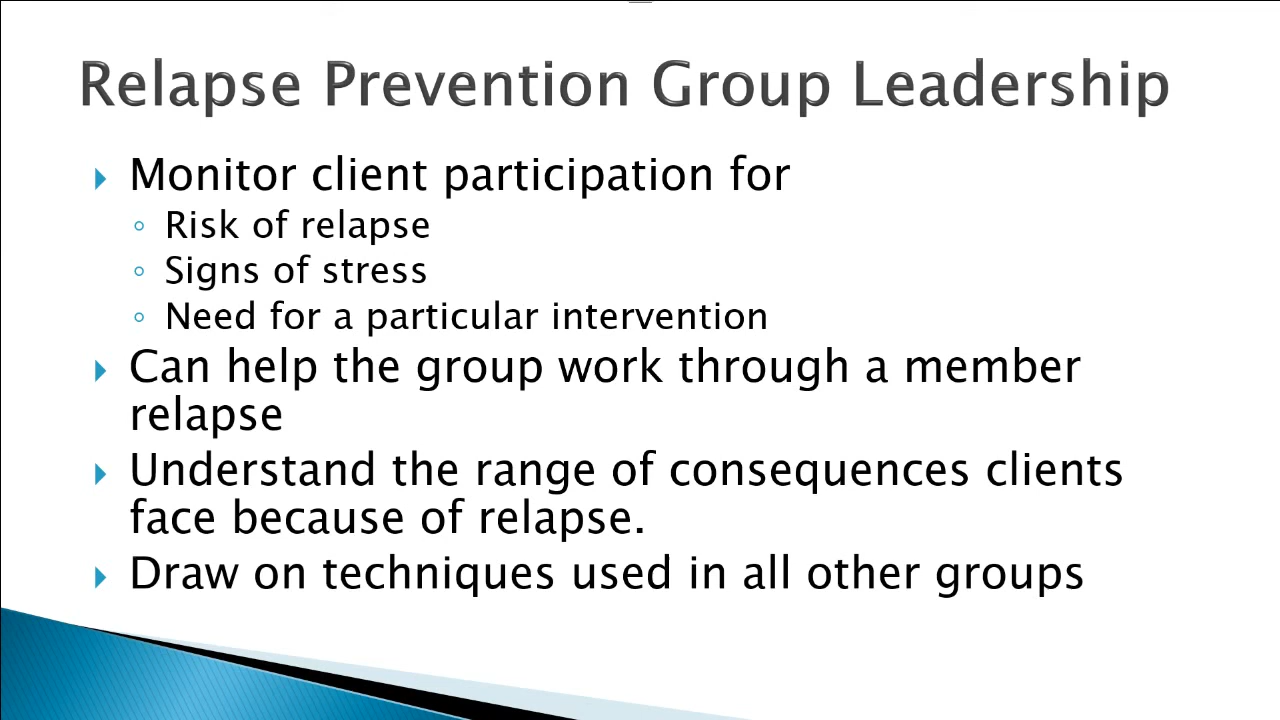 Relapse Prevention Group Leadership
Monitor client participation for
Risk of relapse
Signs of stress
Need for a particular intervention
Can help the group work through a member
relapse
Understand the range of consequences clients
face because of relapse.
Draw on techniques used in all other groups